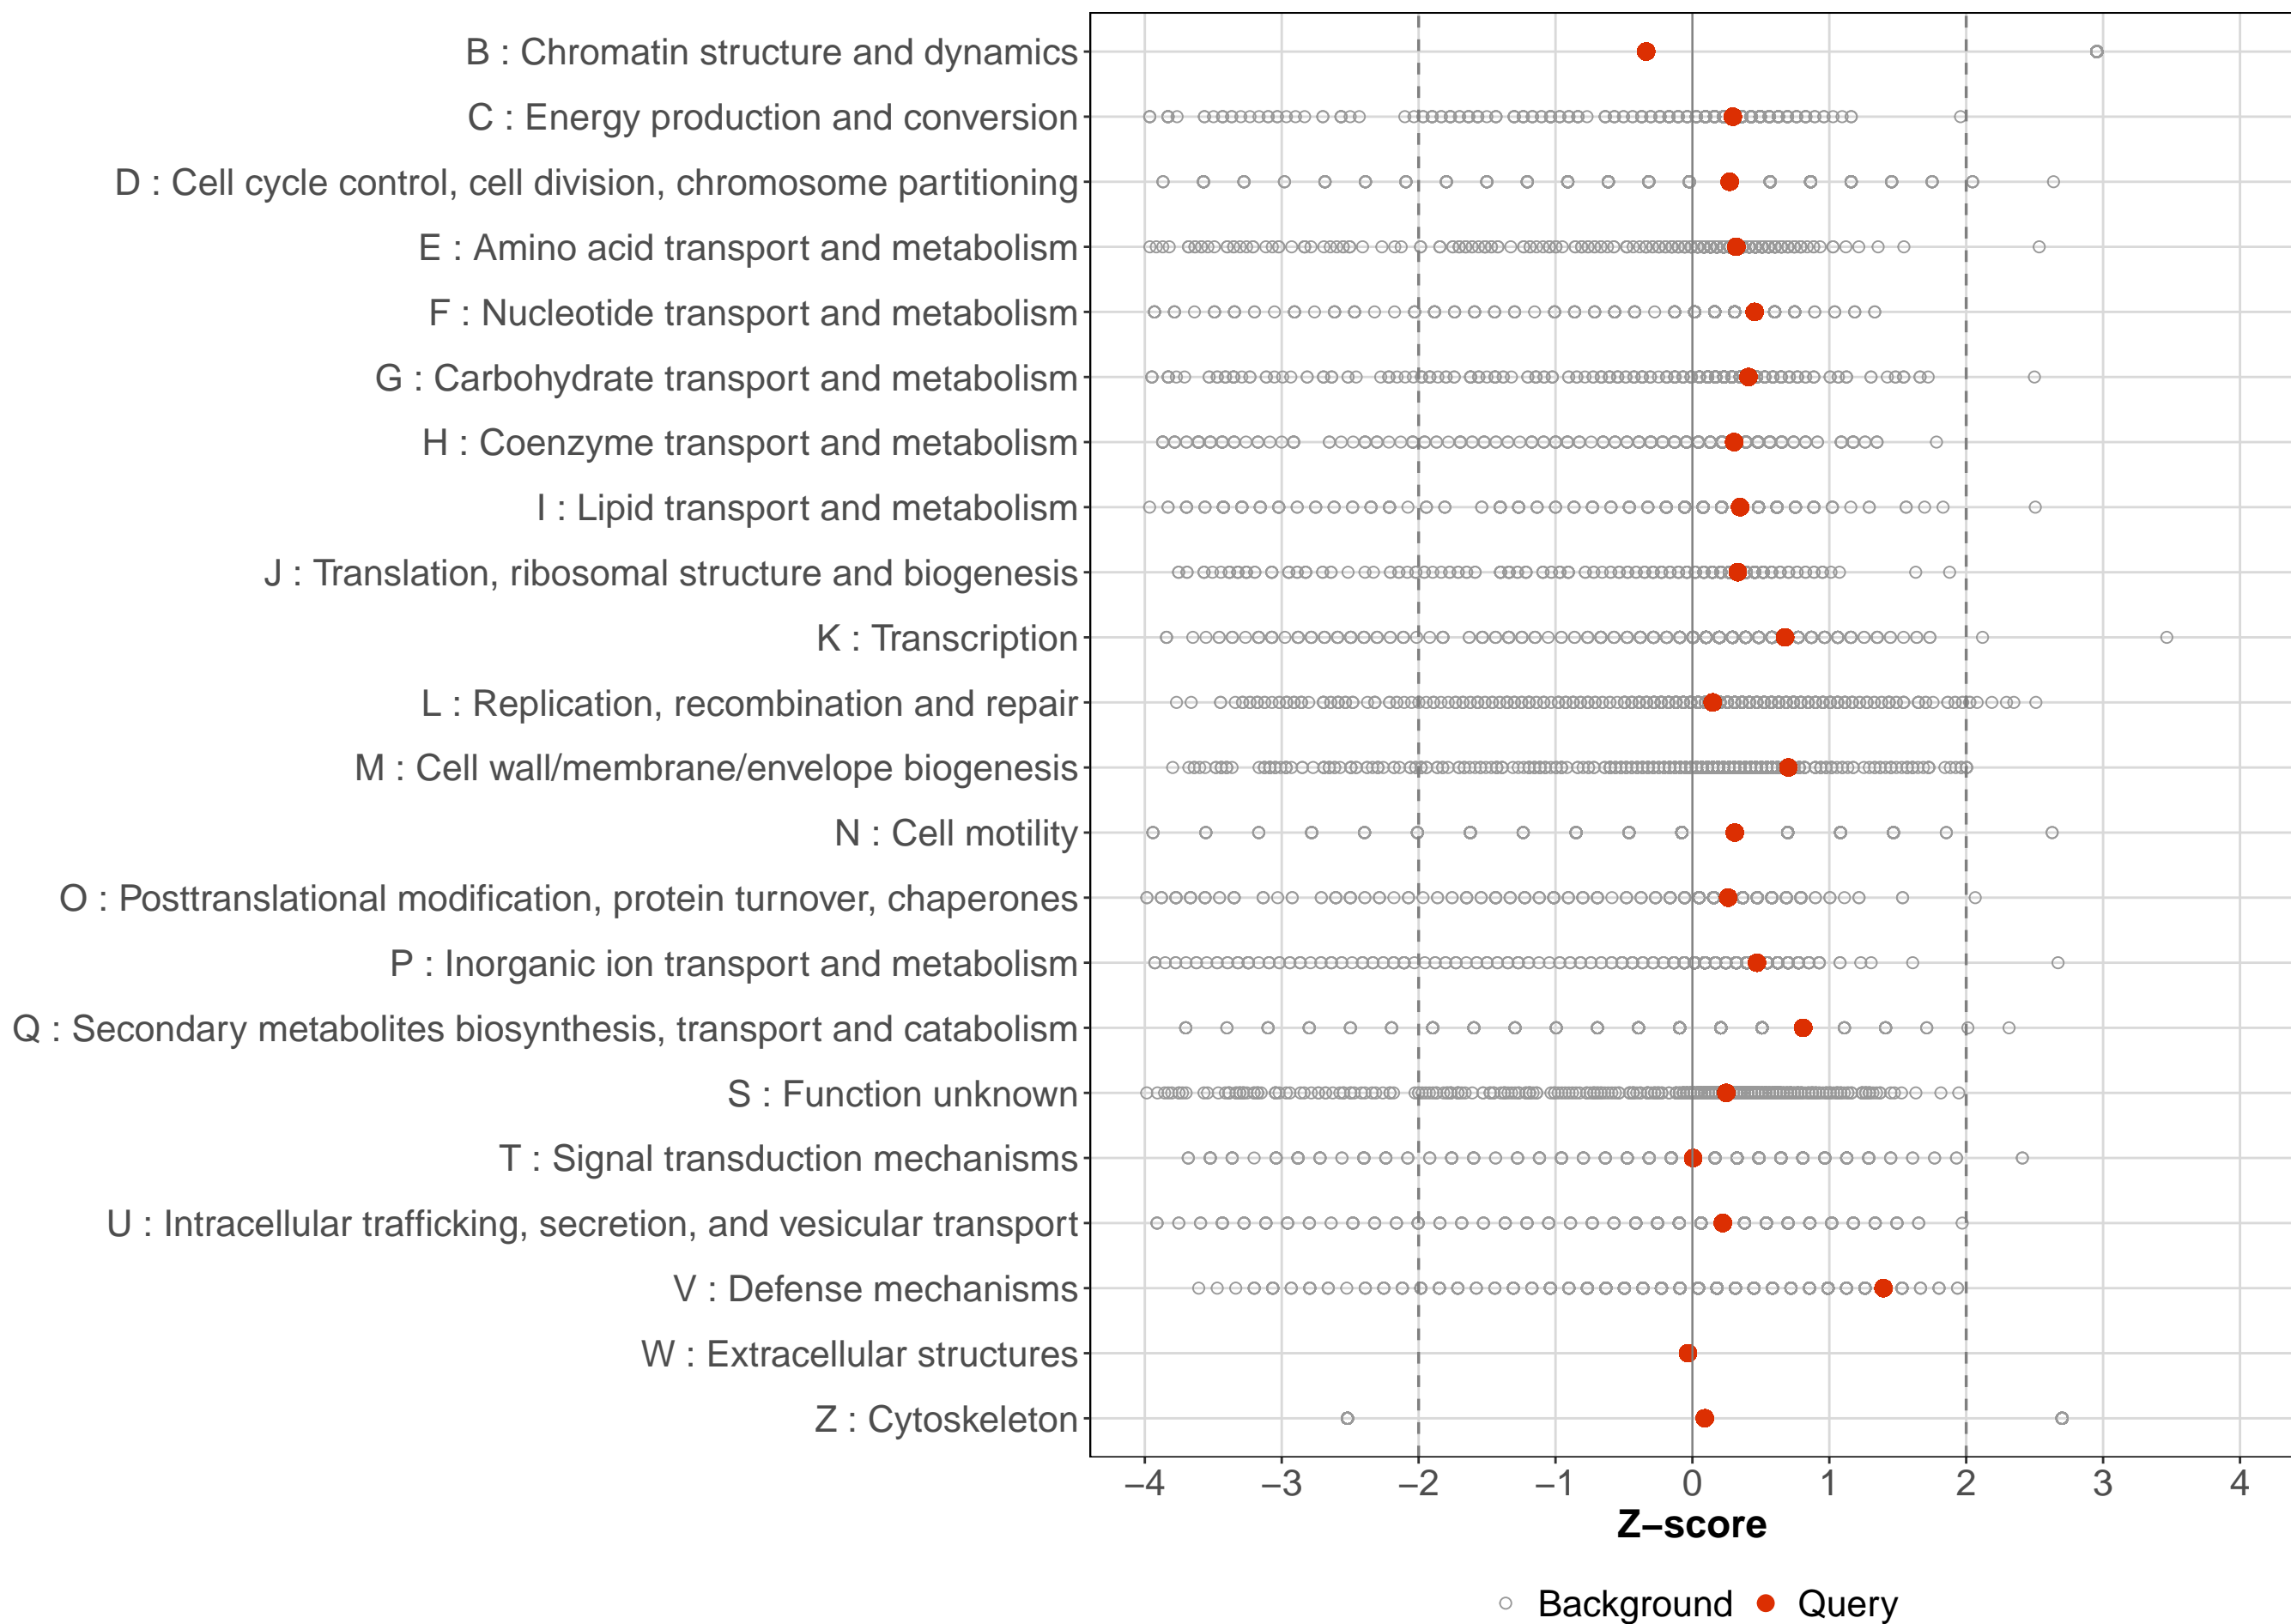 B : Chromatin structure and dynamics
C : Energy production and conversion
D : Cell cycle control, cell division, chromosome partitioning
E : Amino acid transport and metabolism
F : Nucleotide transport and metabolism
G : Carbohydrate transport and metabolism
H : Coenzyme transport and metabolism
I : Lipid transport and metabolism
J : Translation, ribosomal structure and biogenesis
K : Transcription
L : Replication, recombination and repair
M : Cell wall/membrane/envelope biogenesis
N : Cell motility
O : Posttranslational modification, protein turnover, chaperones
P : Inorganic ion transport and metabolism
Q : Secondary metabolites biosynthesis, transport and catabolism
S : Function unknown
T : Signal transduction mechanisms
U : Intracellular trafficking, secretion, and vesicular transport
V : Defense mechanisms
W : Extracellular structures
Z : Cytoskeleton
−4 −3 −2 −1 0 1 2 3 4
Z−score
Background Query